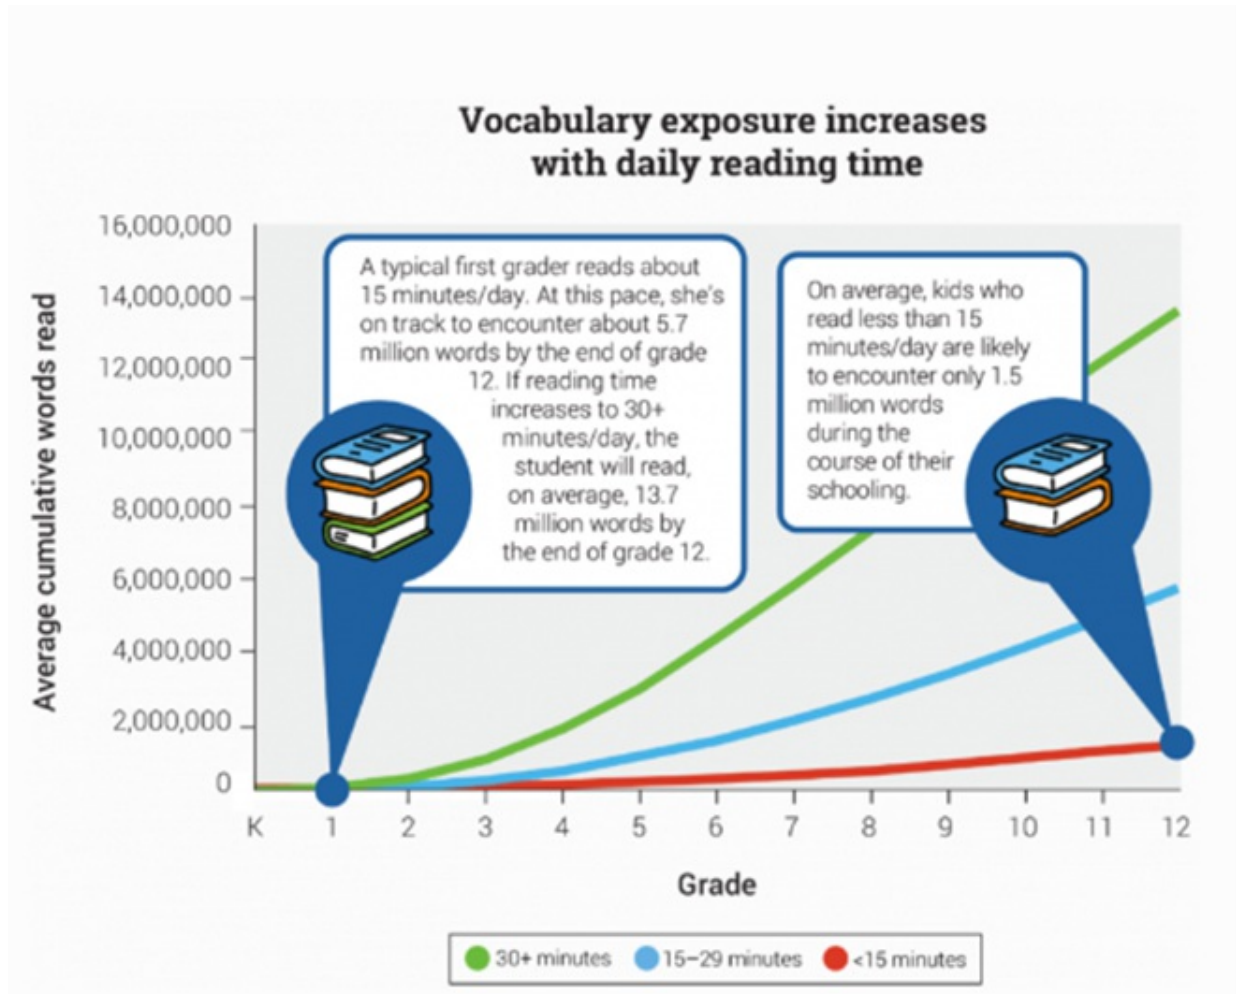 Vocabulary exposure increases
with daily reading time
16,000,000
14,000,000
12,000,000
10,000,000
8,000,000
6,000,000
4,000,000
2,000,000
0
Average cumulative words read
A typical first grader reads about
15 minutes/day. At this pace, she's
on track to encounter about 5.7
million words by the end of grade
12. If reading time
increases to 30+
minutes/day, the
student will read,
on average, 13.7
million words by
the end of grade 12.
On average, kids who
read less than 15
minutes/day are likely
to encounter only 1.5
million words
during the
course of their
schooling.
K 1 2 3 4 5 6 7 8 9 10 11 12
Grade
30+ minutes 15–29 minutes <15 minutes